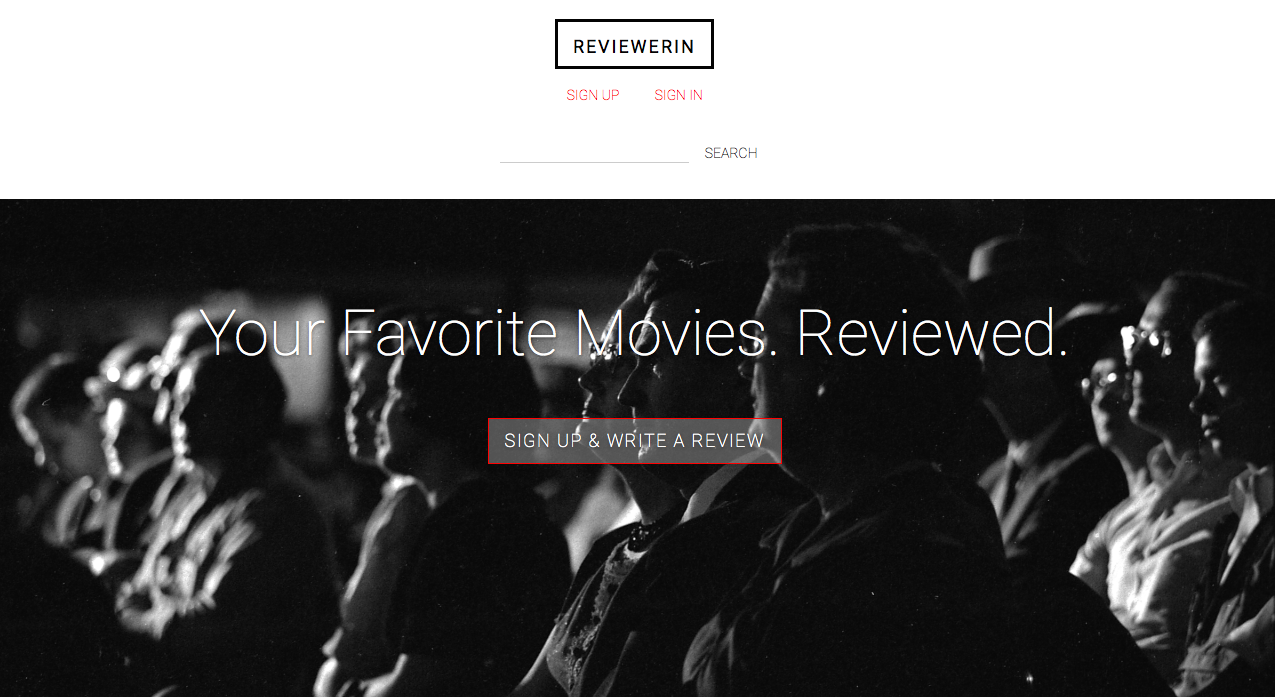 REVIEWERIN
SIGN UP SIGN IN
SEARCH
Your Favorite Movies. Reviewed.
SIGN UP & WRITE A REVIEW